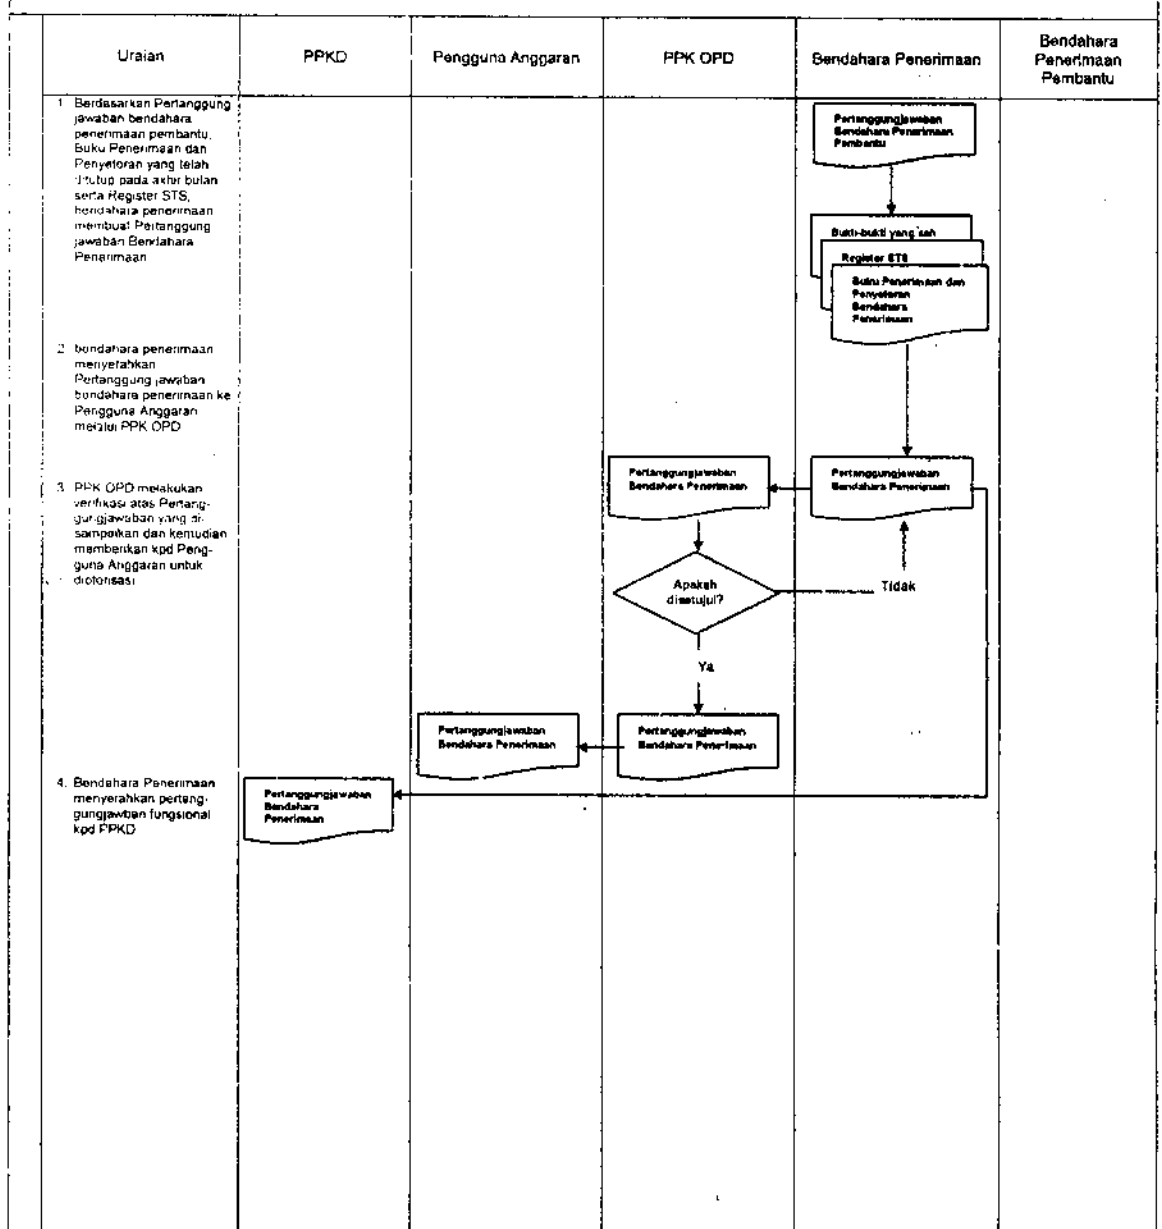 Uraian
PPKD
Pengguna Anggaran
PPK OPD
Bendahara Penerimaan
Bendahara
Penerimaan
Pembantu
1. Berdasarkan Pertanggung
jawaban bendahara
penerimaan pembantu,
Buku Penerimaan dan
Penyetoran yang telah
ditutup pada akhir bulan
serta Register STS,
bendahara penerimaan
membuat Pertanggung
jawaban Bendahara
Penerimaan
2. bendahara penerimaan
menyerahkan
Pertanggung jawaban
bendahara penerimaan ke
Pengguna Anggaran
melalui PPK OPD
3. PPK OPD melakukan
verifikasi atas Pertang-
gungjawaban yang di-
sampaikan dan kemudian
memberikan kpd Peng-
guna Anggaran untuk
diotorisasi
4. Bendahara Penerimaan
menyerahkan pertang-
gungjawban fungsional
kpd PPKD
Pertanggungjawaban
Bendahara Penerimaan
Pembantu
Bukti-bukti yang sah
Register STS
Buku Penerimaan dan
Penyetoran
Bendahara
Penerimaan
Pertanggungjawaban
Bendahara Penerimaan
Pertanggungjawaban
Bendahara Penerimaan
Apakah
disetujui?
Tidak
Ya
Pertanggungjawaban
Bendahara Penerimaan
Pertanggungjawaban
Bendahara Penerimaan
Pertanggungjawaban
Bendahara
Penerimaan